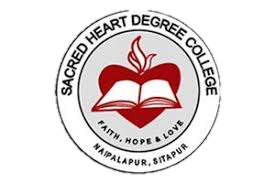 SACRED HEART DEGREE COLLEGE
FAITH, HOPE & LOVE
NAIPALAPUR, SITAPUR